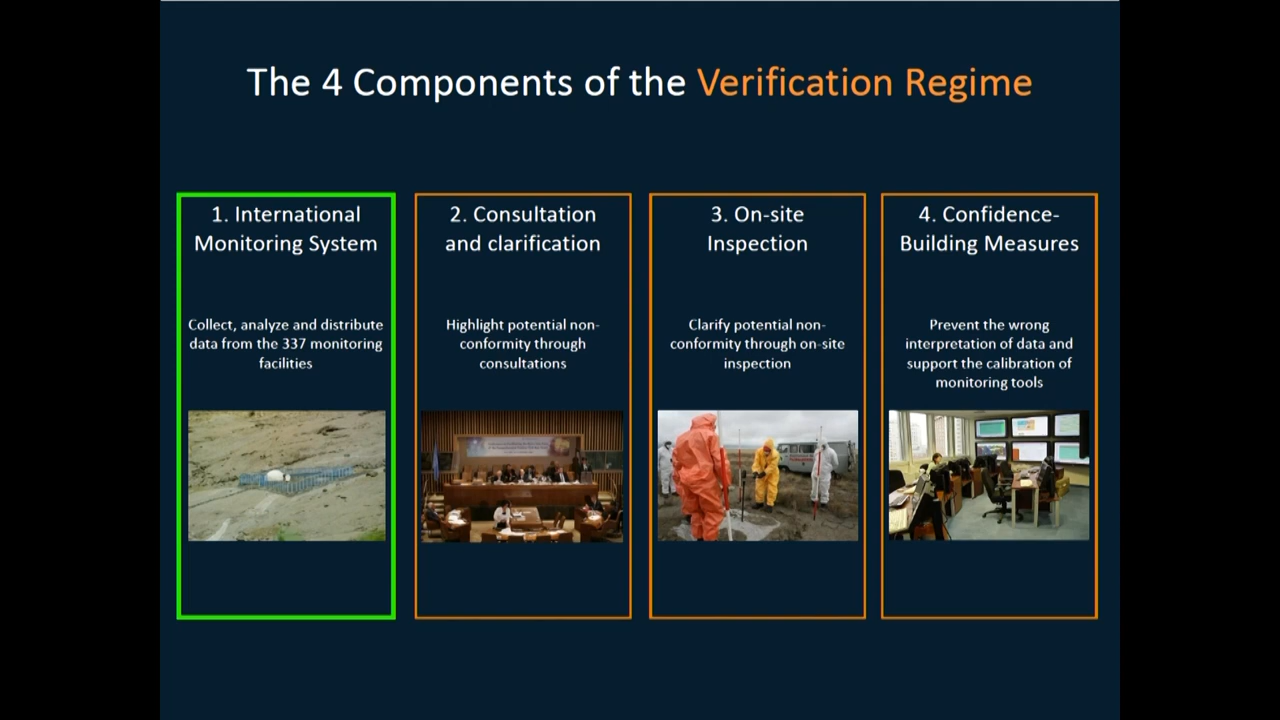 The 4 Components of the Verification Regime
1. International
Monitoring System
Collect, analyze and distribute
data from the 337 monitoring
facilities
2. Consultation
and clarification
Highlight potential non-
conformity through
consultations
3. On-site
Inspection
Clarify potential non-
conformity through on-site
inspection
4. Confidence-
Building Measures
Prevent the wrong
interpretation of data and
support the calibration of
monitoring tools